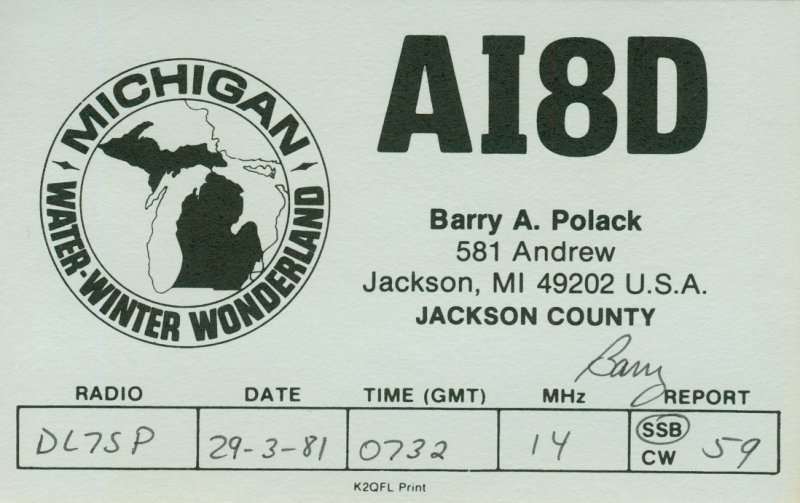 MICHIGAN
WATER-WINTER WONDERLAND
AI8D
Barry A. Polack
581 Andrew
Jackson, MI 49202 U.S.A.
JACKSON COUNTY
Barry
RADIO DATE TIME (GMT) MHz REPORT
DL7SP 29-3-81 0732 14 SSB CW 59
K2QFL Print